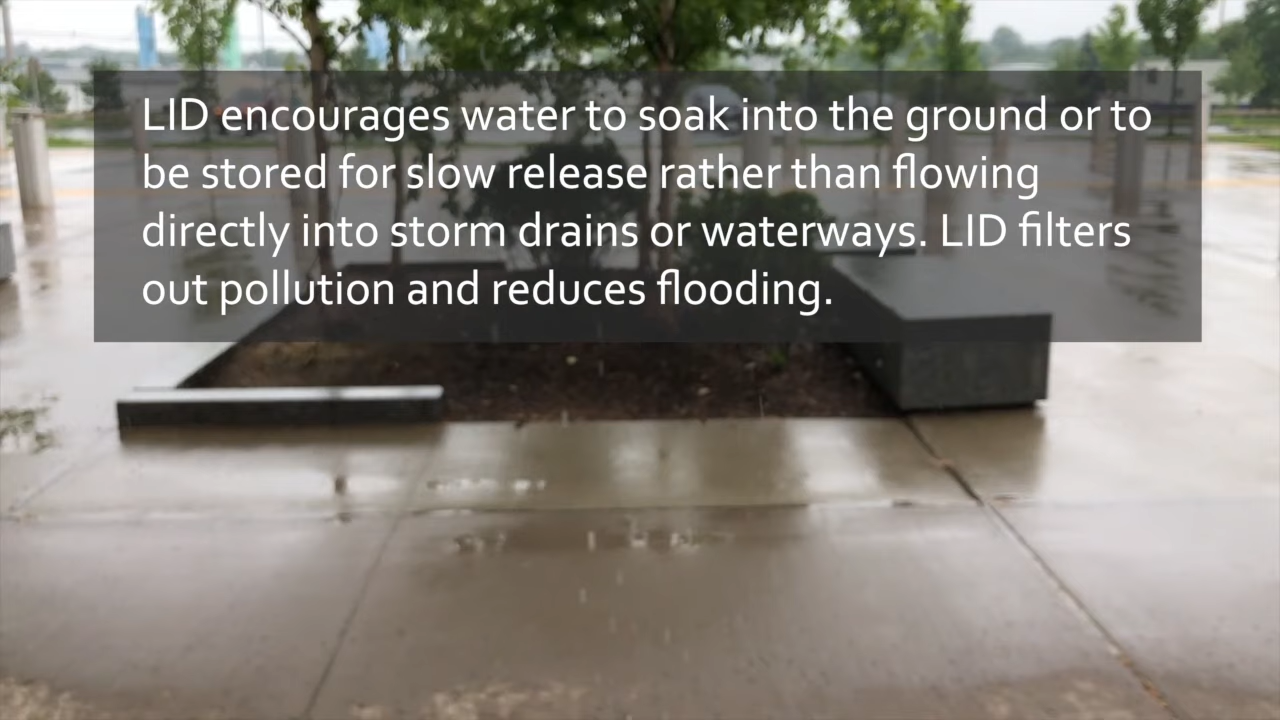 LID encourages water to soak into the ground or to
be stored for slow release rather than flowing
directly into storm drains or waterways. LID filters
out pollution and reduces flooding.